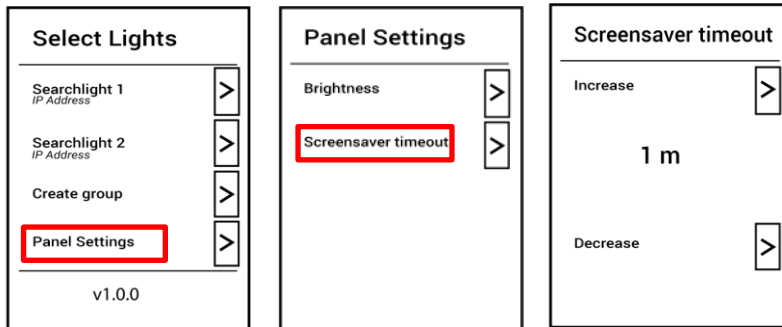 Select Lights
Searchlight 1
IP Address
Searchlight 2
IP Address
Create group
Panel Settings
v1.0.0
Panel Settings
Brightness
Screensaver timeout
Screensaver timeout
Increase
1 m
Decrease